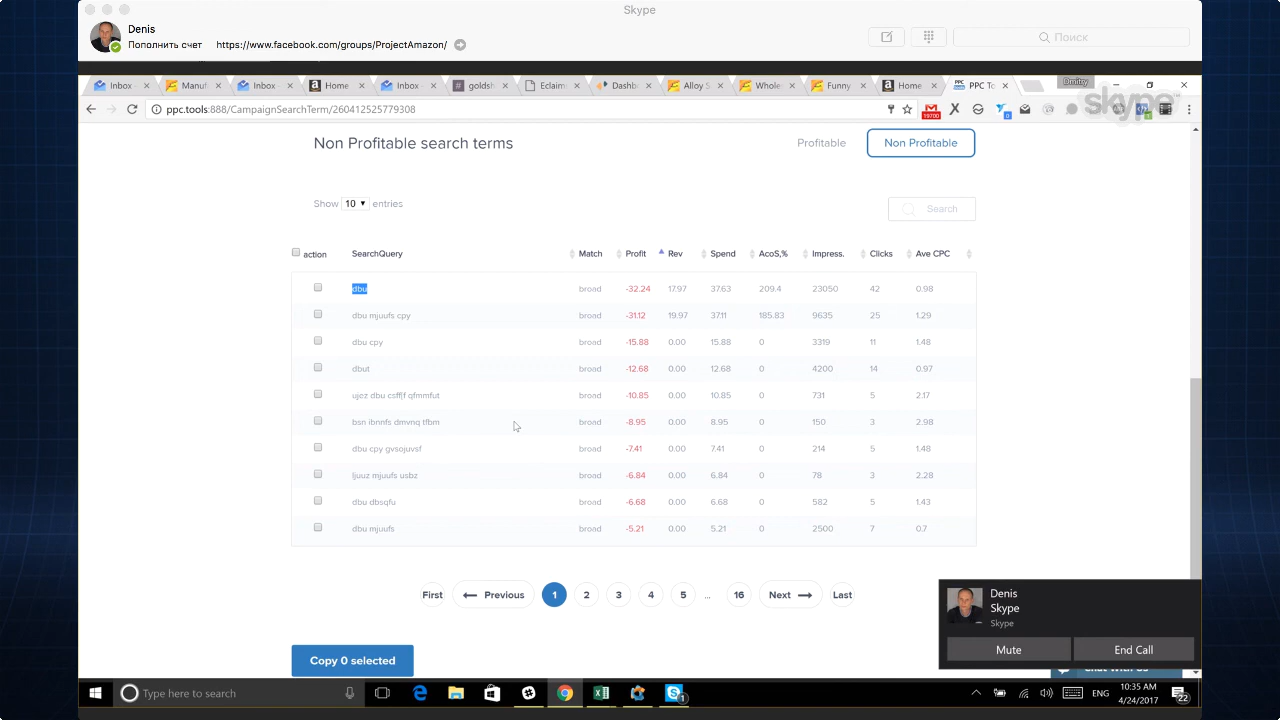 Skype
Denis
Пополнить счет https://www.facebook.com/groups/ProjectAmazon/
Поиск
Inbox Manuf Inbox Home Inbox goldsh Eclaim Dashb Alloy S Whole Funny Home PPC To Dmitry
ppc.tools:888/CampaignSearchTerm/260412525779308
19700
skype™
Non Profitable search terms Profitable Non Profitable
Show 10 entries Search
action SearchQuery Match Profit Rev Spend AcoS,% Impress. Clicks Ave CPC
dbu broad -32.24 17.97 37.63 209.4 23050 42 0.98
dbu mjuufs cpy broad -31.12 19.97 37.11 185.83 9635 25 1.29
dbu cpy broad -15.88 0.00 15.88 0 3319 11 1.48
dbut broad -12.68 0.00 12.68 0 4200 14 0.97
ujez dbu csff{f qfmmfut broad -10.85 0.00 10.85 0 731 5 2.17
bsn ibnnfs dmvnq tfbm broad -8.95 0.00 8.95 0 150 3 2.98
dbu cpy gvsojuvsf broad -7.41 0.00 7.41 0 214 5 1.48
ljuuz mjuufs usbz broad -6.84 0.00 6.84 0 78 3 2.28
dbu dbsqfu broad -6.68 0.00 6.68 0 582 5 1.43
dbu mjuufs broad -5.21 0.00 5.21 0 2500 7 0.7
First Previous 1 2 3 4 5 ... 16 Next Last
Copy 0 selected
Denis
Skype
Skype
Mute End Call
Chat with Us
Type here to search
ENG
10:35 AM
4/24/2017
22